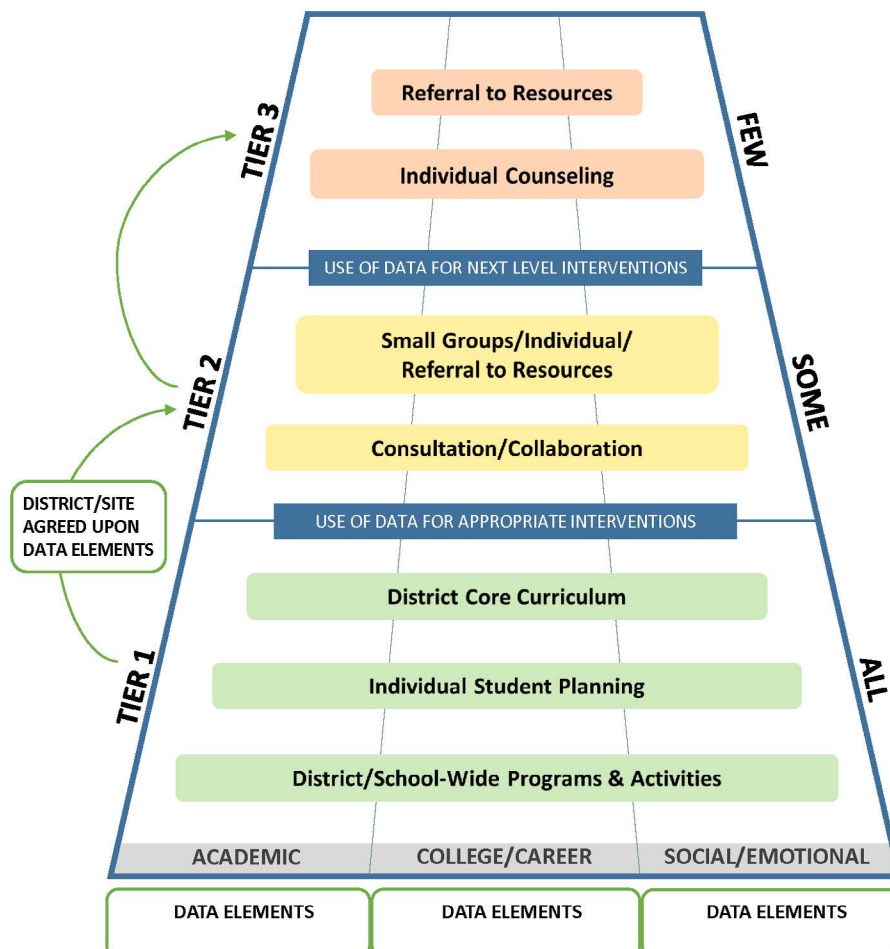 Referral to Resources
TIER 3
FEW
Individual Counseling
USE OF DATA FOR NEXT LEVEL INTERVENTIONS
Small Groups/Individual/
Referral to Resources
TIER 2
SOME
Consultation/Collaboration
DISTRICT/SITE
AGREED UPON
DATA ELEMENTS
USE OF DATA FOR APPROPRIATE INTERVENTIONS
District Core Curriculum
TIER 1
ALL
Individual Student Planning
District/School-Wide Programs & Activities
ACADEMIC
COLLEGE/CAREER
SOCIAL/EMOTIONAL
DATA ELEMENTS
DATA ELEMENTS
DATA ELEMENTS